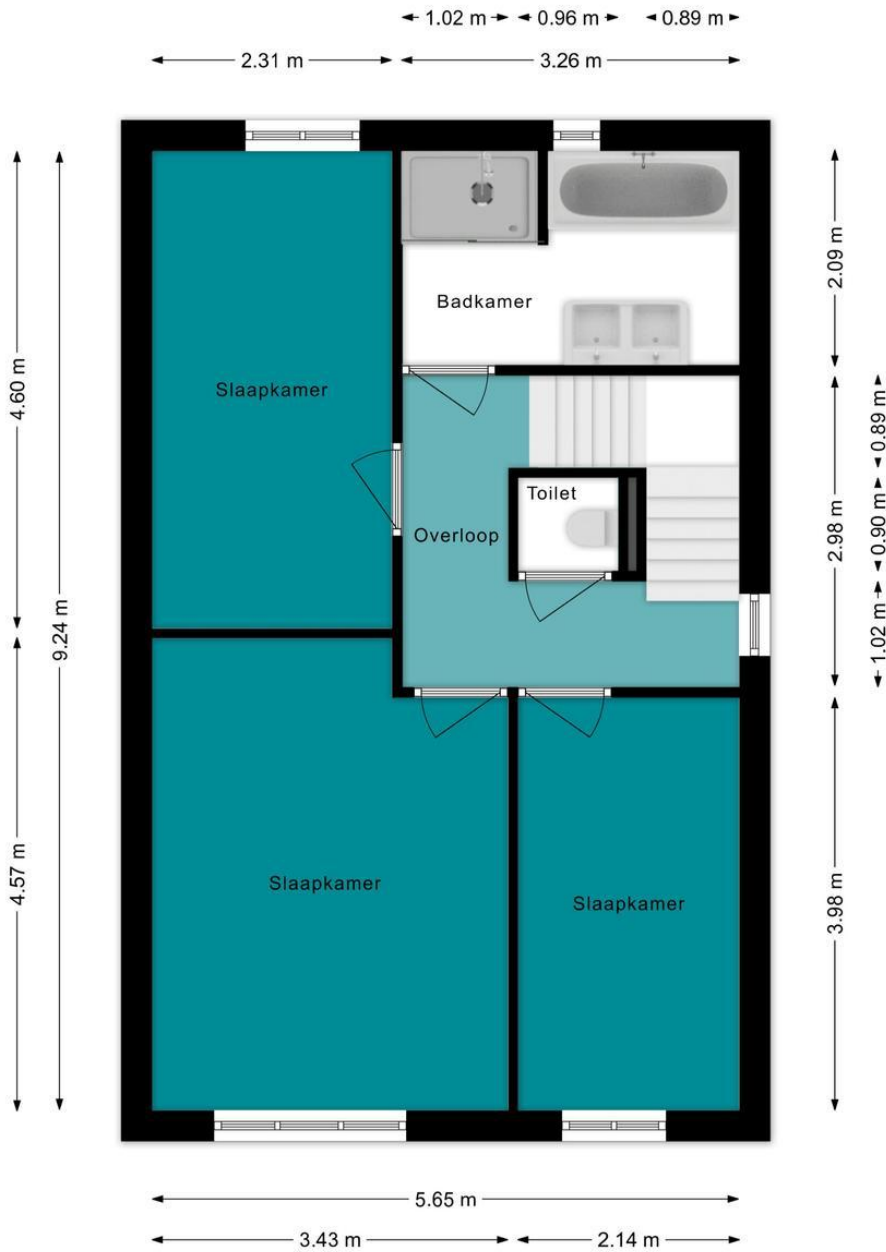 1.02 m 0.96 m 0.89 m
2.31 m 3.26 m
2.09 m
Badkamer
4.60 m
Slaapkamer
0.89 m
Toilet
0.90 m
Overloop
2.98 m
9.24 m
1.02 m
4.57 m
Slaapkamer
Slaapkamer
3.98 m
5.65 m
3.43 m 2.14 m